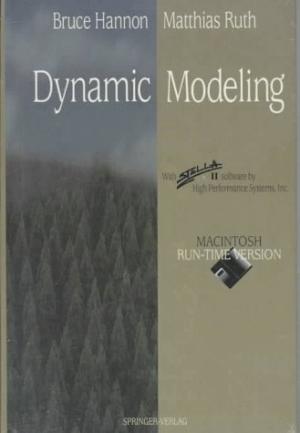 Bruce Hannon Matthias Ruth
Dynamic Modeling
With STELLA II software by
High Performance Systems, Inc.
MACINTOSH
RUN-TIME VERSION
SPRINGER-VERLAG